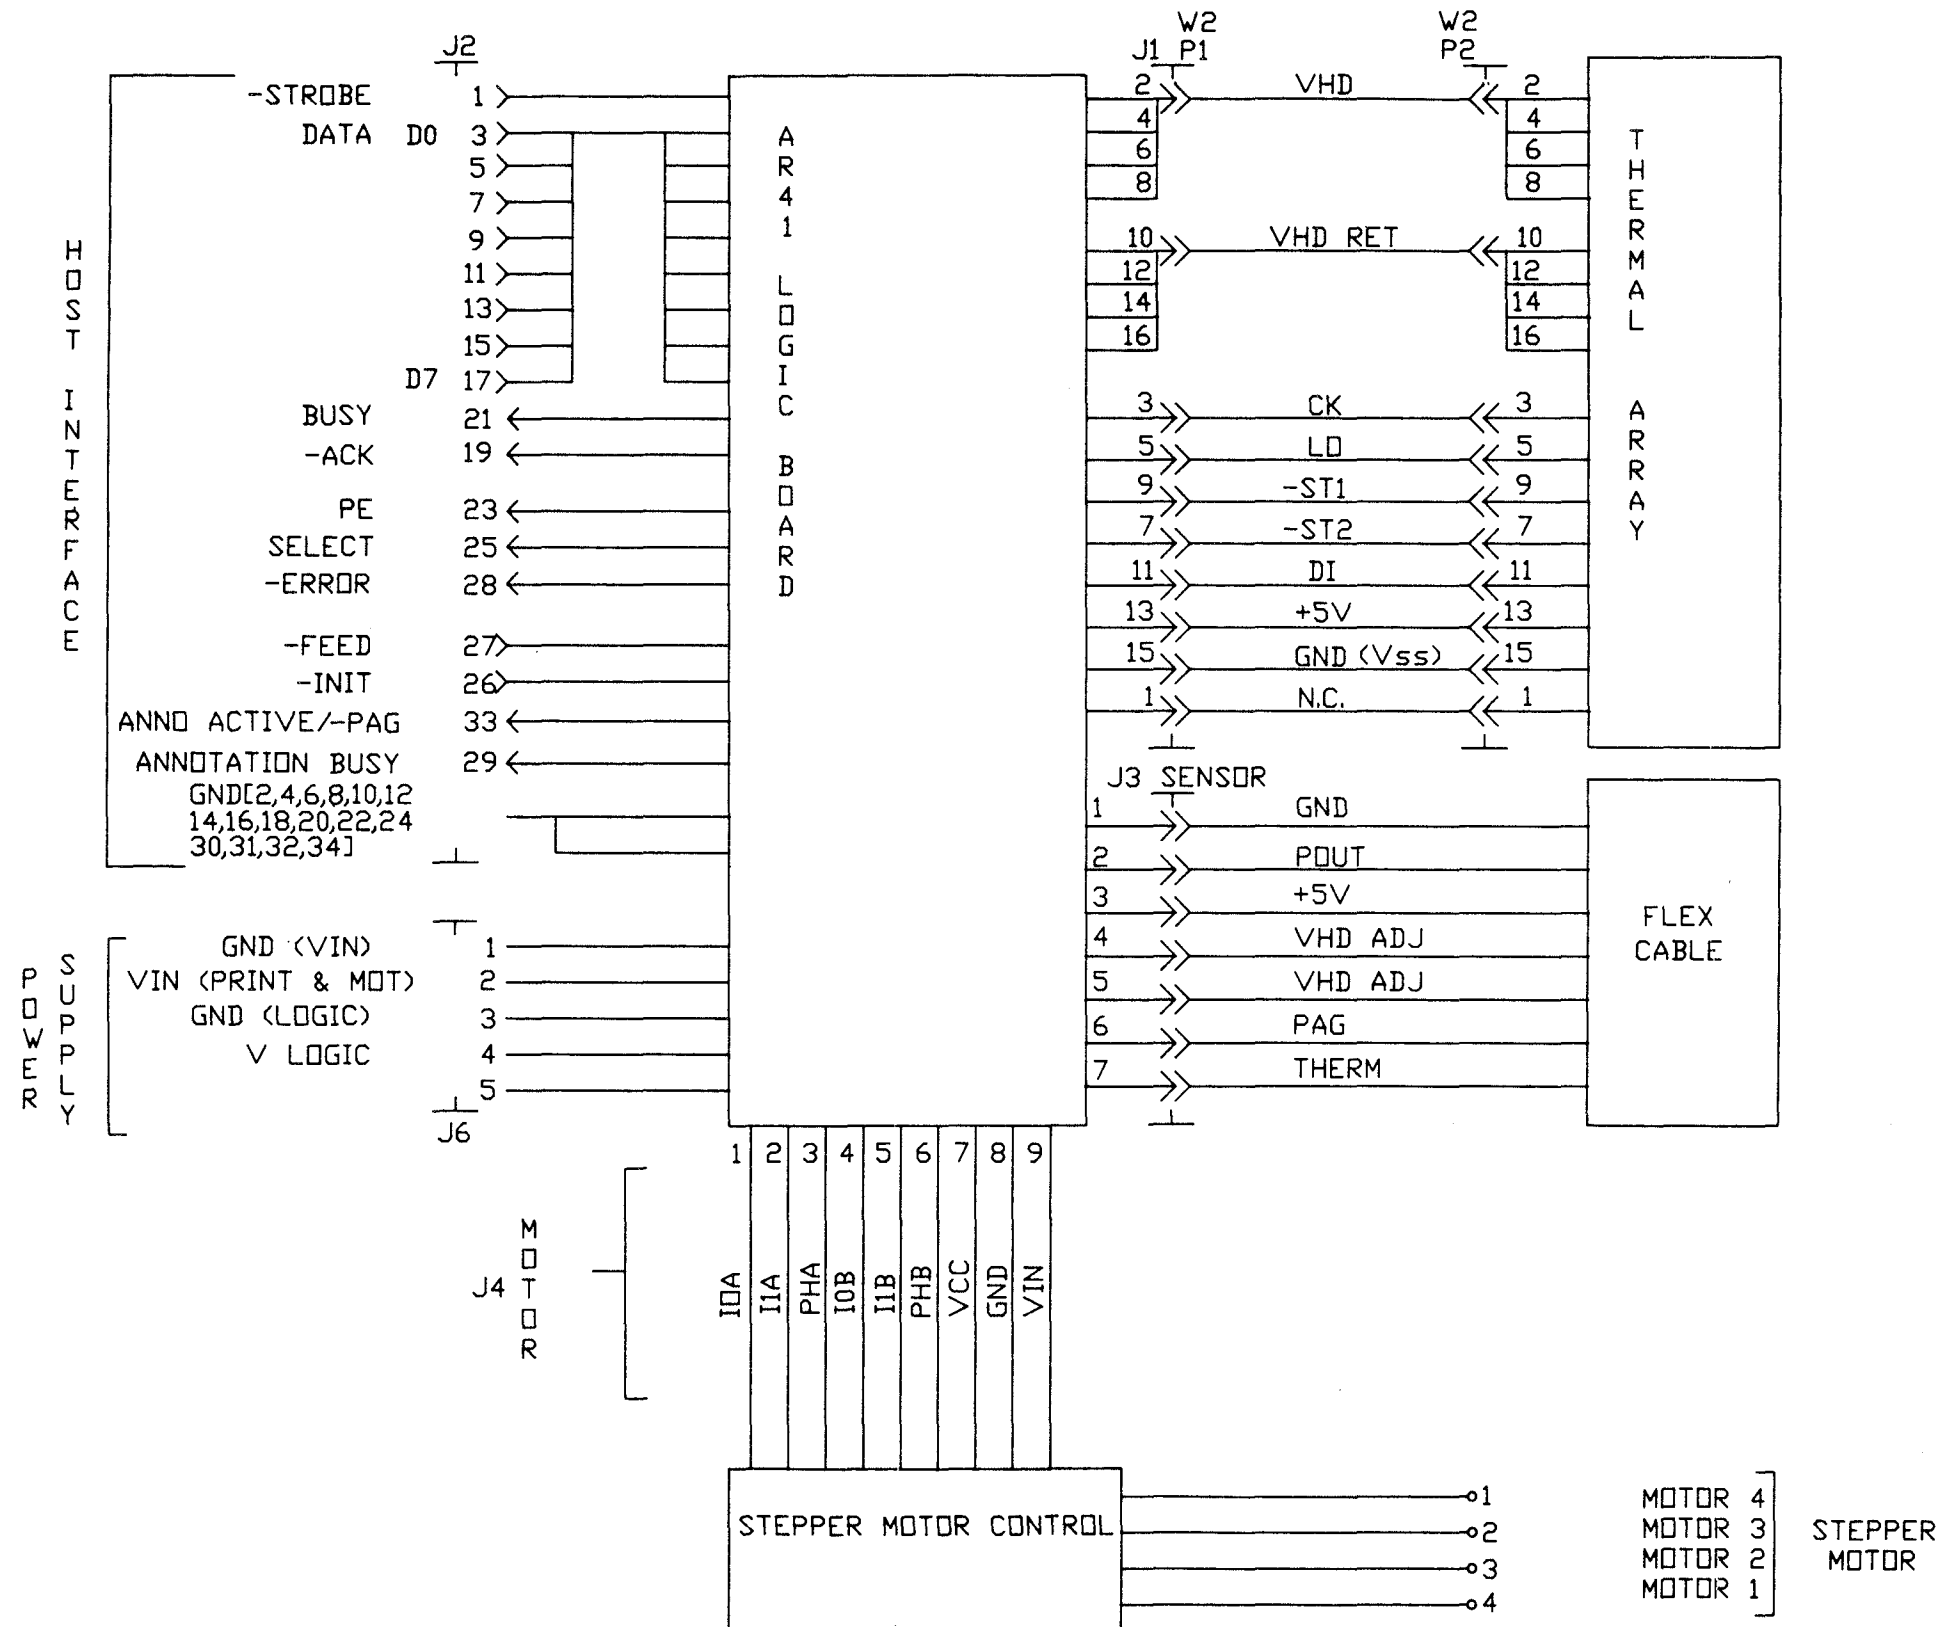 J2
-STROBE 1
DATA D0 3
5
7
9
11
13
15
D7 17
BUSY 21
-ACK 19
PE 23
SELECT 25
-ERROR 28
-FEED 27
-INIT 26
ANNO ACTIVE/-PAG 33
ANNOTATION BUSY 29
GND[2,4,6,8,10,12
14,16,18,20,22,24
30,31,32,34]
HOST INTERFACE
POWER SUPPLY
GND (VIN) 1
VIN (PRINT & MOT) 2
GND (LOGIC) 3
V LOGIC 4
5
J6
AR41 LOGIC BOARD
W2 W2
J1 P1 P2
2 VHD 2
4 4
6 6
8 8
10 VHD RET 10
12 12
14 14
16 16
3 CK 3
5 LD 5
9 -ST1 9
7 -ST2 7
11 DI 11
13 +5V 13
15 GND (Vss) 15
1 N.C. 1
THERMAL ARRAY
J3 SENSOR
1 GND
2 POUT
3 +5V
4 VHD ADJ
5 VHD ADJ
6 PAG
7 THERM
FLEX
CABLE
1 2 3 4 5 6 7 8 9
J4 MOTOR
I0A I1A PHA I0B I1B PHB VCC GND VIN
STEPPER MOTOR CONTROL
1 MOTOR 4
2 MOTOR 3
3 MOTOR 2
4 MOTOR 1
STEPPER
MOTOR